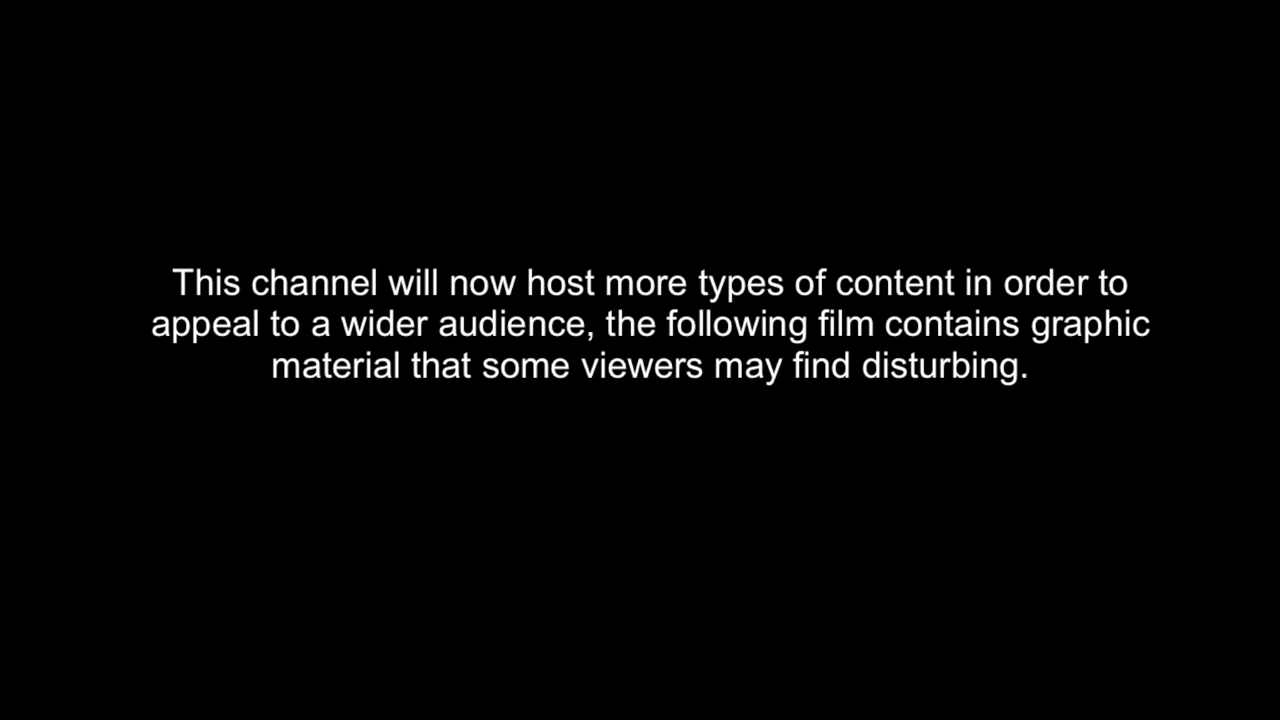 This channel will now host more types of content in order to
appeal to a wider audience, the following film contains graphic
material that some viewers may find disturbing.